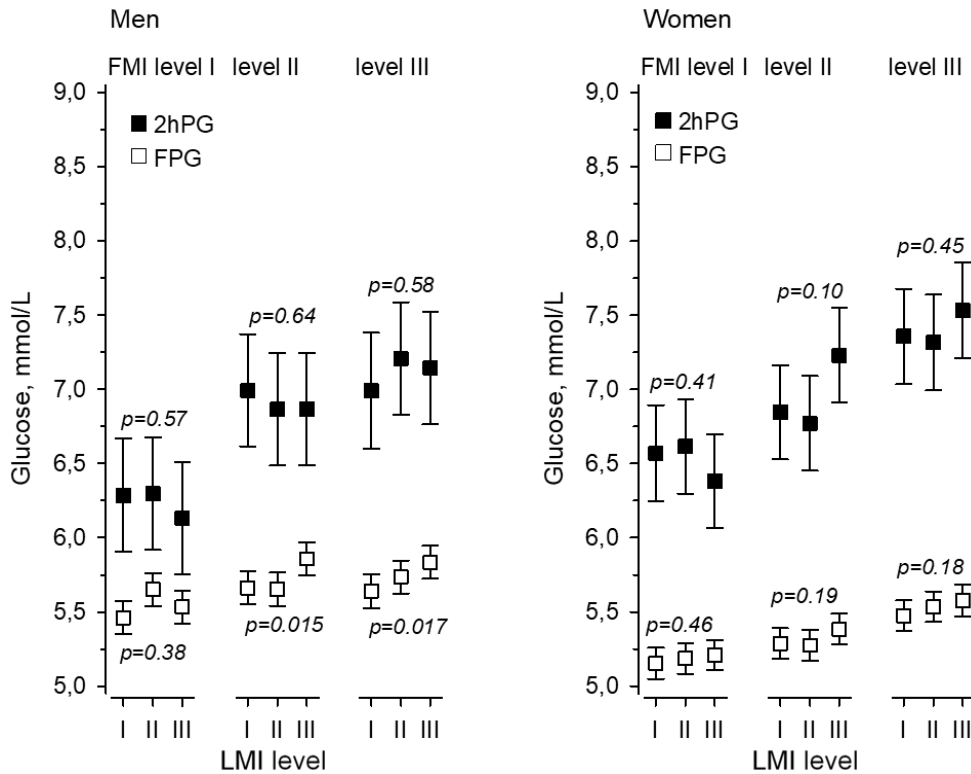 Men
FMI level I level II level III
9,0
8,5
8,0
7,5
7,0
6,5
6,0
5,5
5,0
Glucose, mmol/L
2hPG
FPG
p=0.57
p=0.64
p=0.58
p=0.38
p=0.015
p=0.017
I II III I II III I II III
LMI level
Women
FMI level I level II level III
9,0
8,5
8,0
7,5
7,0
6,5
6,0
5,5
5,0
Glucose, mmol/L
2hPG
FPG
p=0.41
p=0.10
p=0.45
p=0.46
p=0.19
p=0.18
I II III I II III I II III
LMI level